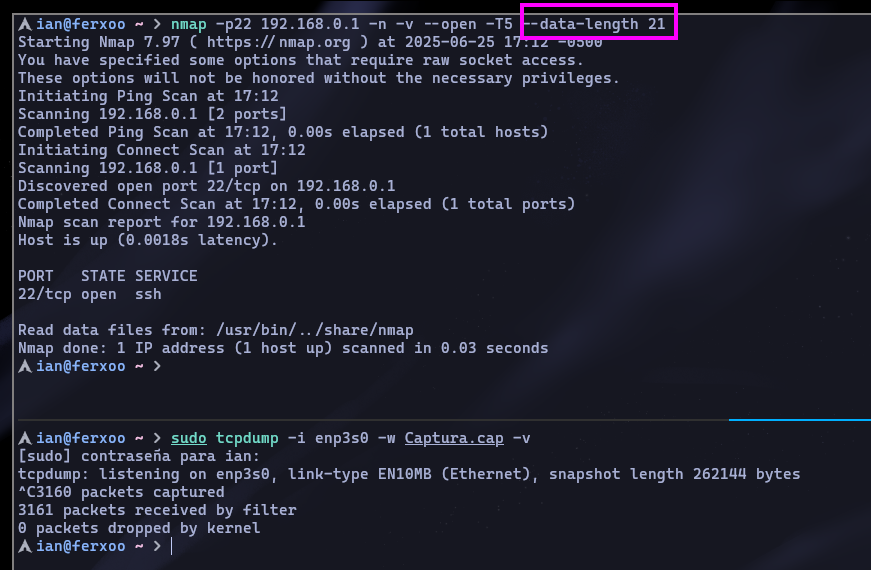 ian@ferxoo ~ > nmap -p22 192.168.0.1 -n -v --open -T5 --data-length 21
Starting Nmap 7.97 ( https://nmap.org ) at 2025-06-25 17:12 -0500
You have specified some options that require raw socket access.
These options will not be honored without the necessary privileges.
Initiating Ping Scan at 17:12
Scanning 192.168.0.1 [2 ports]
Completed Ping Scan at 17:12, 0.00s elapsed (1 total hosts)
Initiating Connect Scan at 17:12
Scanning 192.168.0.1 [1 port]
Discovered open port 22/tcp on 192.168.0.1
Completed Connect Scan at 17:12, 0.00s elapsed (1 total ports)
Nmap scan report for 192.168.0.1
Host is up (0.0018s latency).
PORT   STATE SERVICE
22/tcp open  ssh
Read data files from: /usr/bin/../share/nmap
Nmap done: 1 IP address (1 host up) scanned in 0.03 seconds
ian@ferxoo ~ >
ian@ferxoo ~ > sudo tcpdump -i enp3s0 -w Captura.cap -v
[sudo] contraseña para ian:
tcpdump: listening on enp3s0, link-type EN10MB (Ethernet), snapshot length 262144 bytes
^C3160 packets captured
3161 packets received by filter
0 packets dropped by kernel
ian@ferxoo ~ >